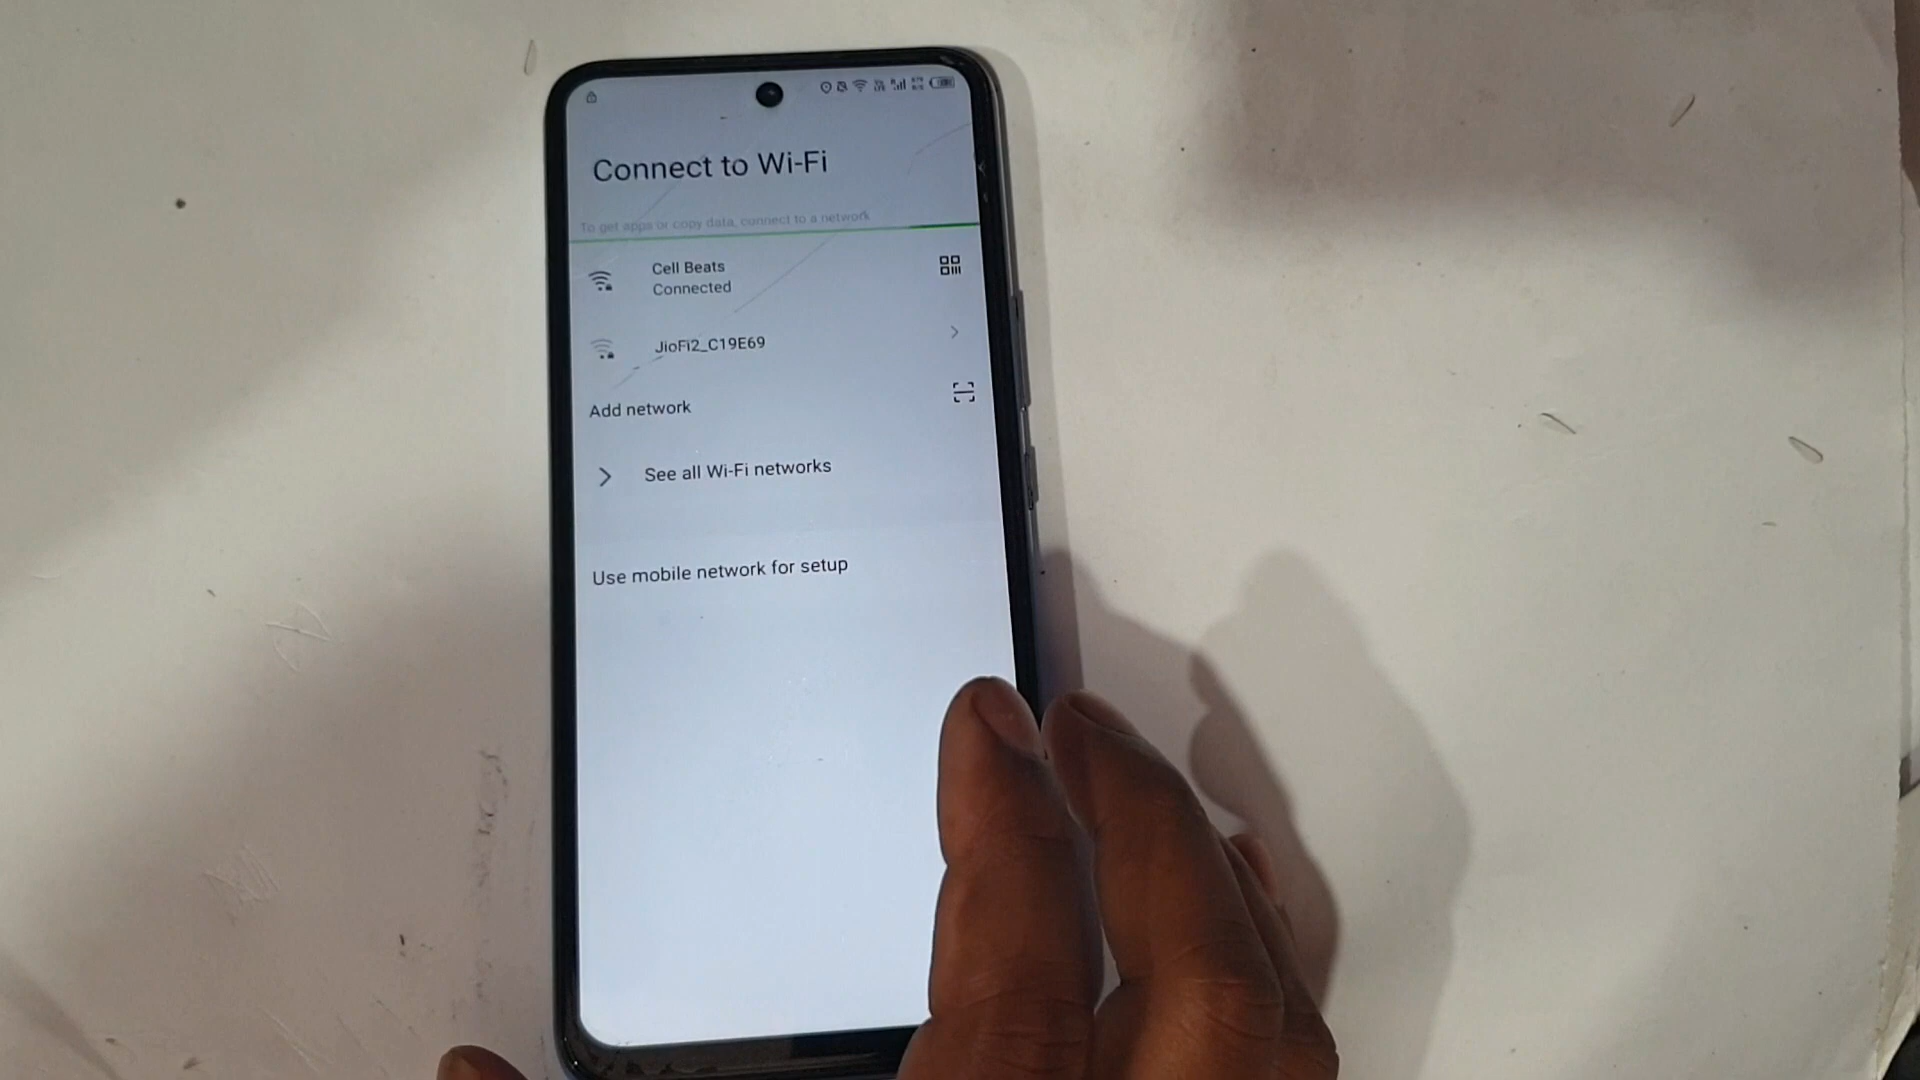 Connect to Wi-Fi
To get apps or copy data, connect to a network
Cell Beats
Connected
JioFi2_C19E69
Add network
See all Wi-Fi networks
Use mobile network for setup